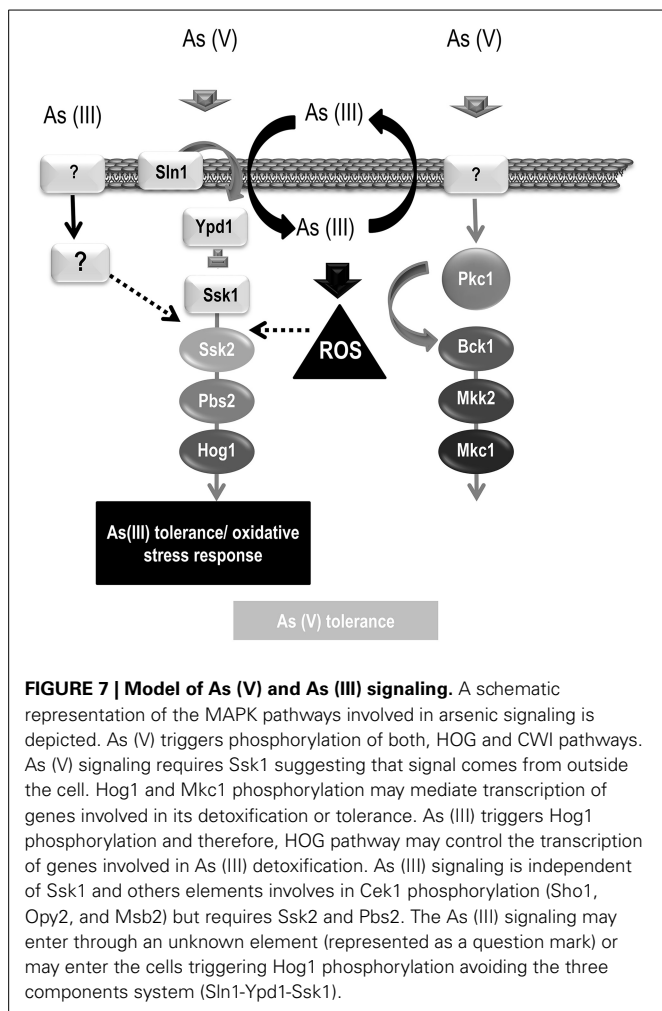 As (V)
As (V)
As (III)
As (III)
?
Sln1
?
Ypd1
As (III)
?
Pkc1
Ssk1
Ssk2
ROS
Bck1
Pbs2
Mkk2
Hog1
Mkc1
As(III) tolerance/ oxidative
stress response
As (V) tolerance
FIGURE 7 | Model of As (V) and As (III) signaling. A schematic
representation of the MAPK pathways involved in arsenic signaling is
depicted. As (V) triggers phosphorylation of both, HOG and CWI pathways.
As (V) signaling requires Ssk1 suggesting that signal comes from outside
the cell. Hog1 and Mkc1 phosphorylation may mediate transcription of
genes involved in its detoxification or tolerance. As (III) triggers Hog1
phosphorylation and therefore, HOG pathway may control the transcription
of genes involved in As (III) detoxification. As (III) signaling is independent
of Ssk1 and others elements involves in Cek1 phosphorylation (Sho1,
Opy2, and Msb2) but requires Ssk2 and Pbs2. The As (III) signaling may
enter through an unknown element (represented as a question mark) or
may enter the cells triggering Hog1 phosphorylation avoiding the three
components system (Sln1-Ypd1-Ssk1).